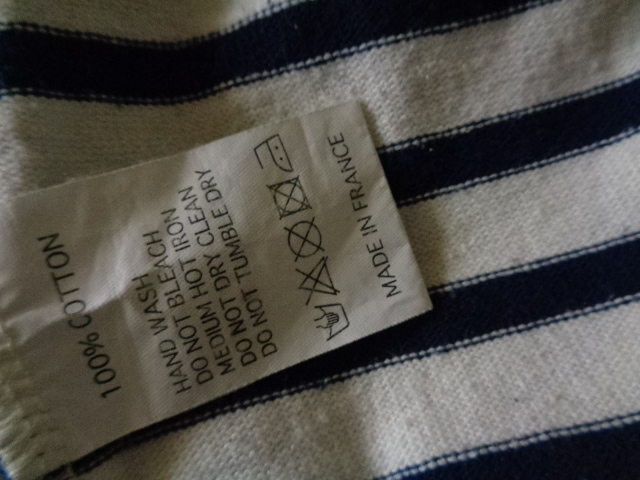 100% COTTON
HAND WASH
DO NOT BLEACH
MEDIUM HOT IRON
DO NOT DRY CLEAN
DO NOT TUMBLE DRY
MADE IN FRANCE